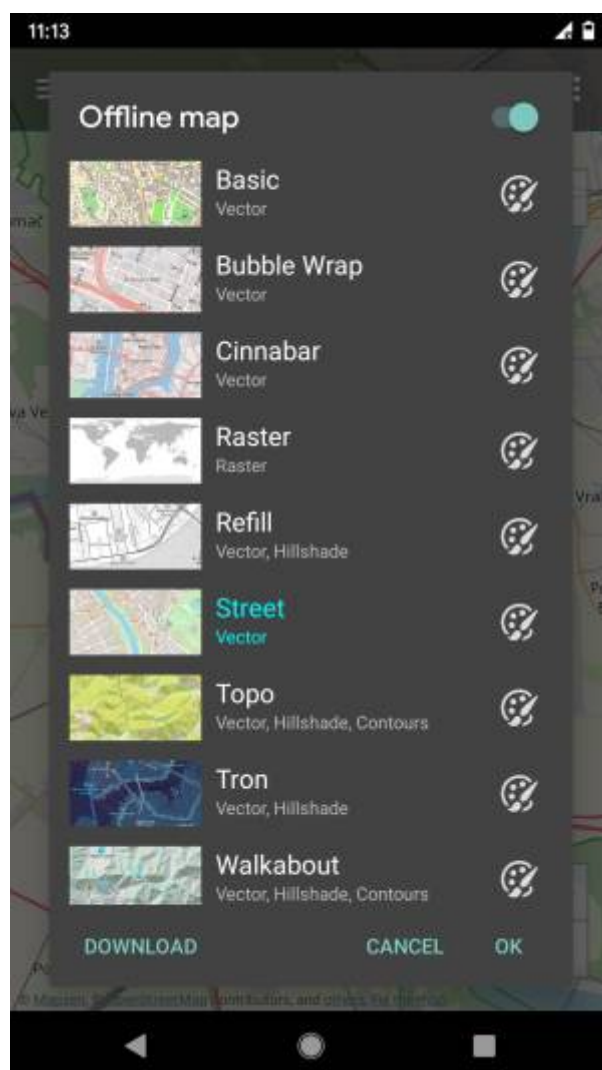 11:13
Offline map
Basic
Vector
Bubble Wrap
Vector
Cinnabar
Vector
Raster
Raster
Refill
Vector, Hillshade
Street
Vector
Topo
Vector, Hillshade, Contours
Tron
Vector, Hillshade
Walkabout
Vector, Hillshade, Contours
DOWNLOAD CANCEL OK